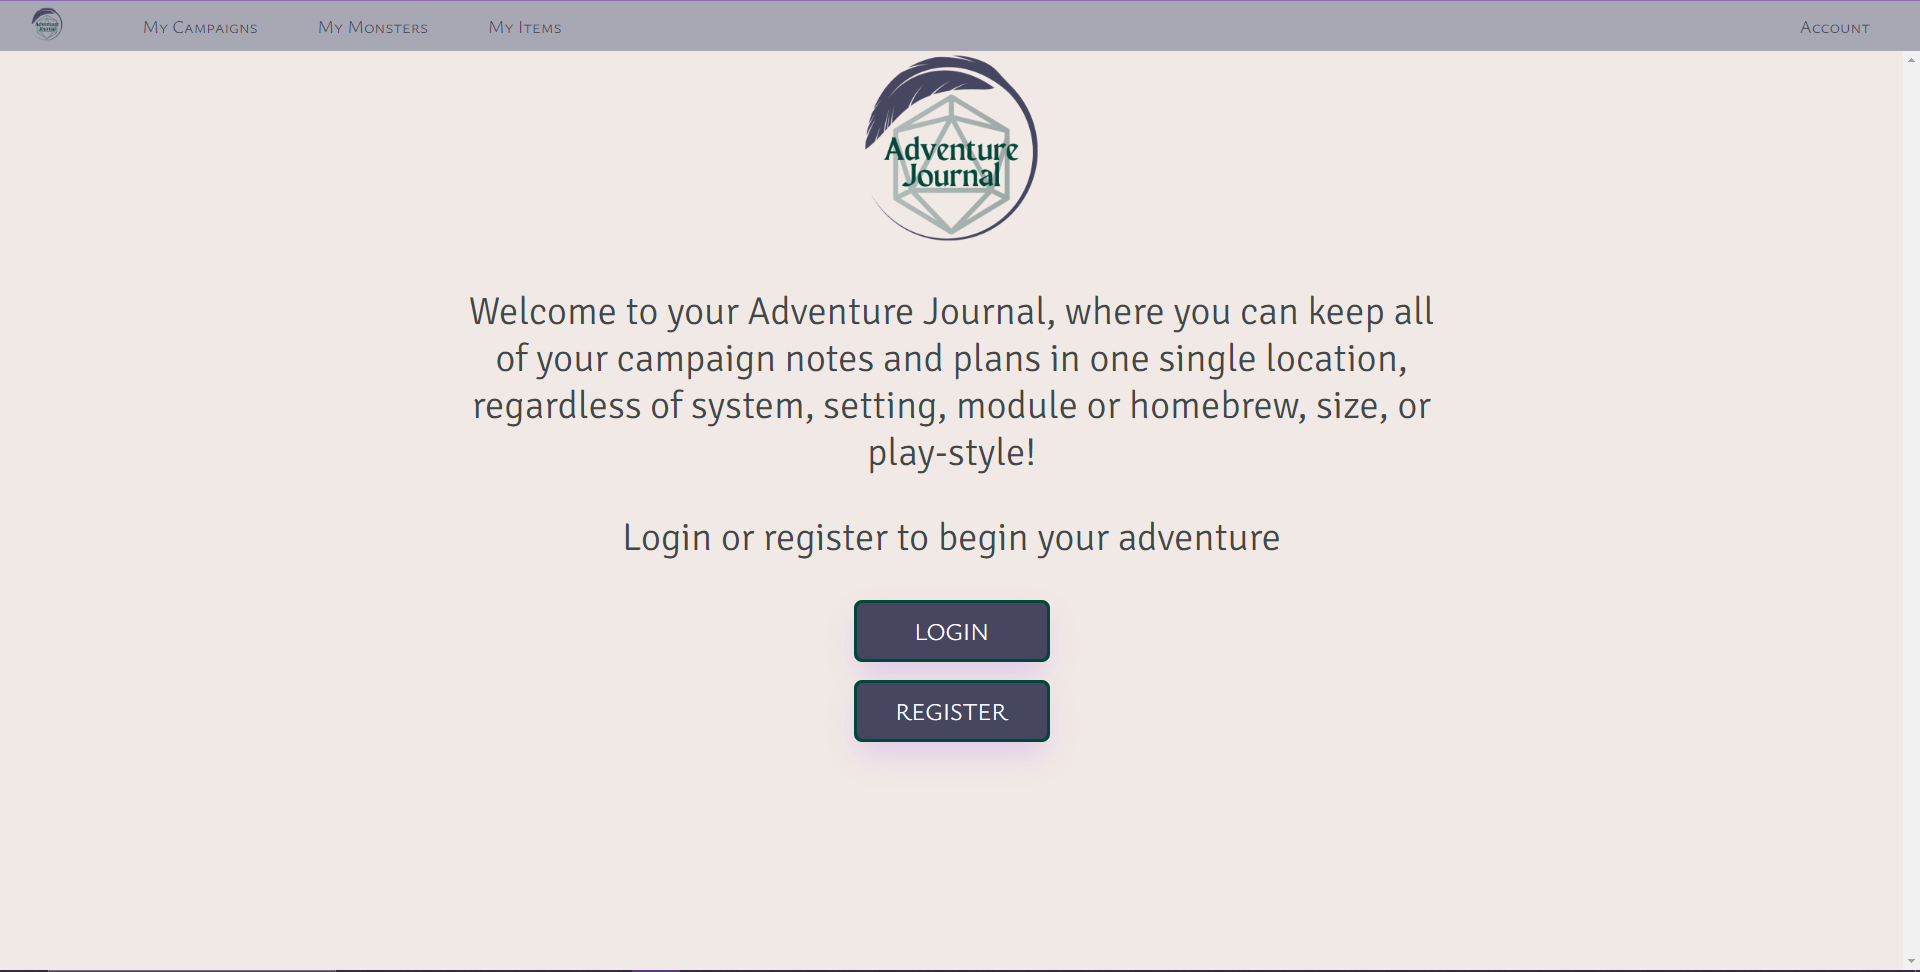 Adventure
Journal
My Campaigns
My Monsters
My Items
Account
Adventure
Journal
Welcome to your Adventure Journal, where you can keep all
of your campaign notes and plans in one single location,
regardless of system, setting, module or homebrew, size, or
play-style!
Login or register to begin your adventure
LOGIN
REGISTER